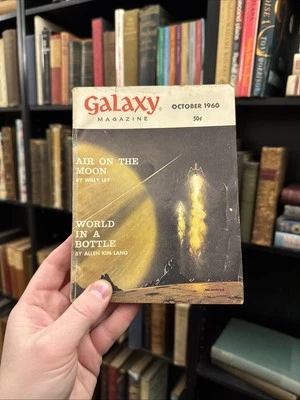 Galaxy
MAGAZINE
OCTOBER 1960
50¢
AIR ON THE
MOON
BY WILLY LEY
WORLD
IN A
BOTTLE
BY ALLEN KIM LANG